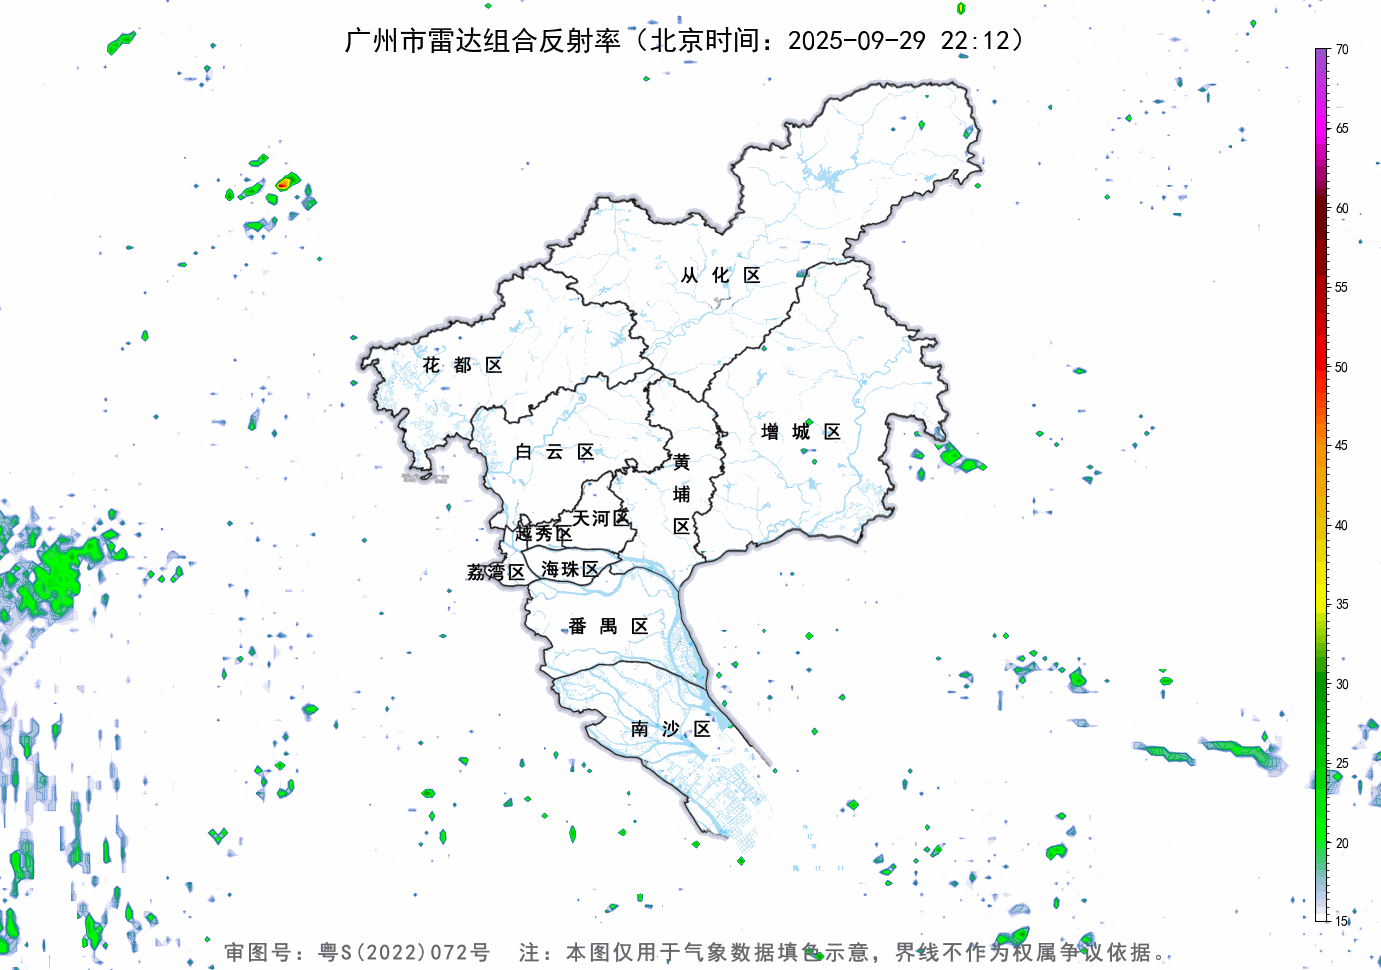 广州市雷达组合反射率（北京时间：2025-09-29 22:12）
70
65
60
55
50
45
40
35
30
25
20
15
从化区
花都区
增城区
白云区
黄埔区
天河区
越秀区
荔湾区
海珠区
番禺区
南沙区
审图号：粤S(2022)072号 注：本图仅用于气象数据填色示意，界线不作为权属争议依据。